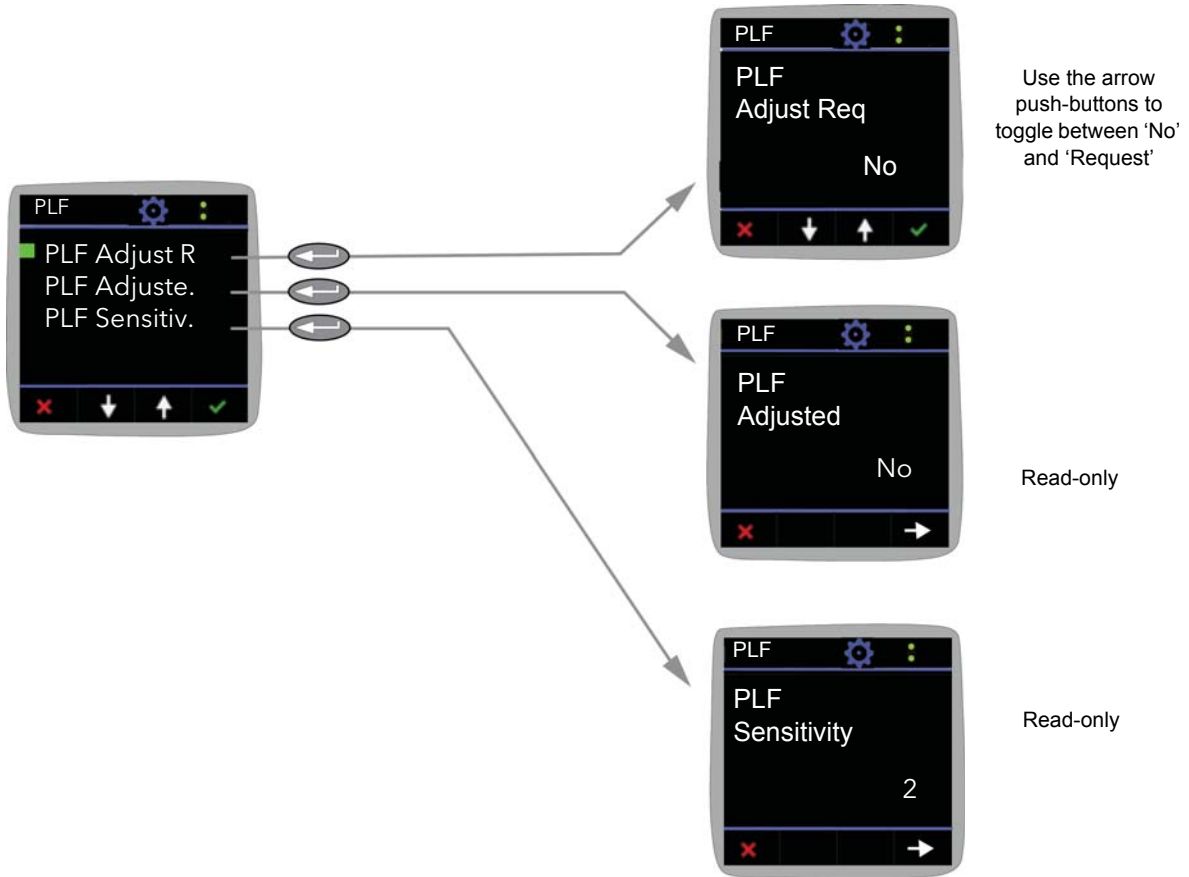 PLF
PLF Adjust R
PLF Adjuste.
PLF Sensitiv.
PLF
PLF
Adjust Req
No
Use the arrow
push-buttons to
toggle between ‘No’
and ‘Request’
PLF
PLF
Adjusted
No
Read-only
PLF
PLF
Sensitivity
2
Read-only